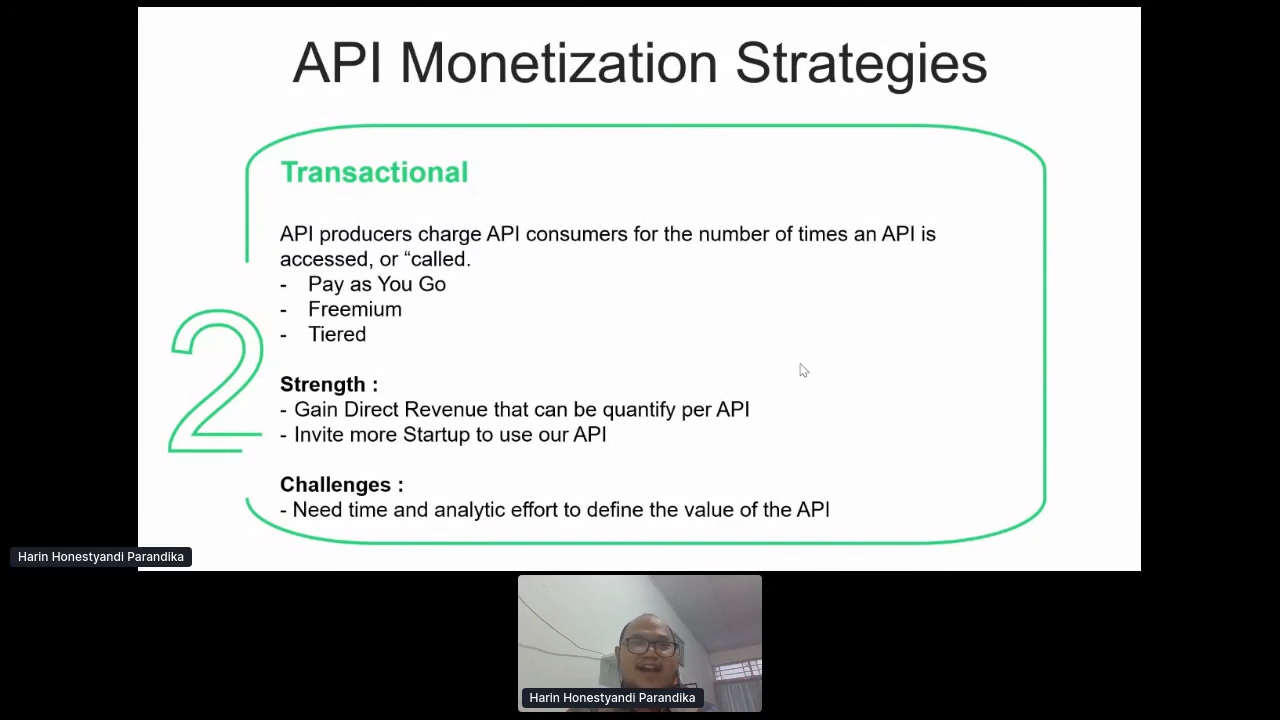 API Monetization Strategies
Transactional
API producers charge API consumers for the number of times an API is
accessed, or “called.
- Pay as You Go
- Freemium
- Tiered
2
Strength :
- Gain Direct Revenue that can be quantify per API
- Invite more Startup to use our API
Challenges :
- Need time and analytic effort to define the value of the API
Harin Honestyandi Parandika
Harin Honestyandi Parandika